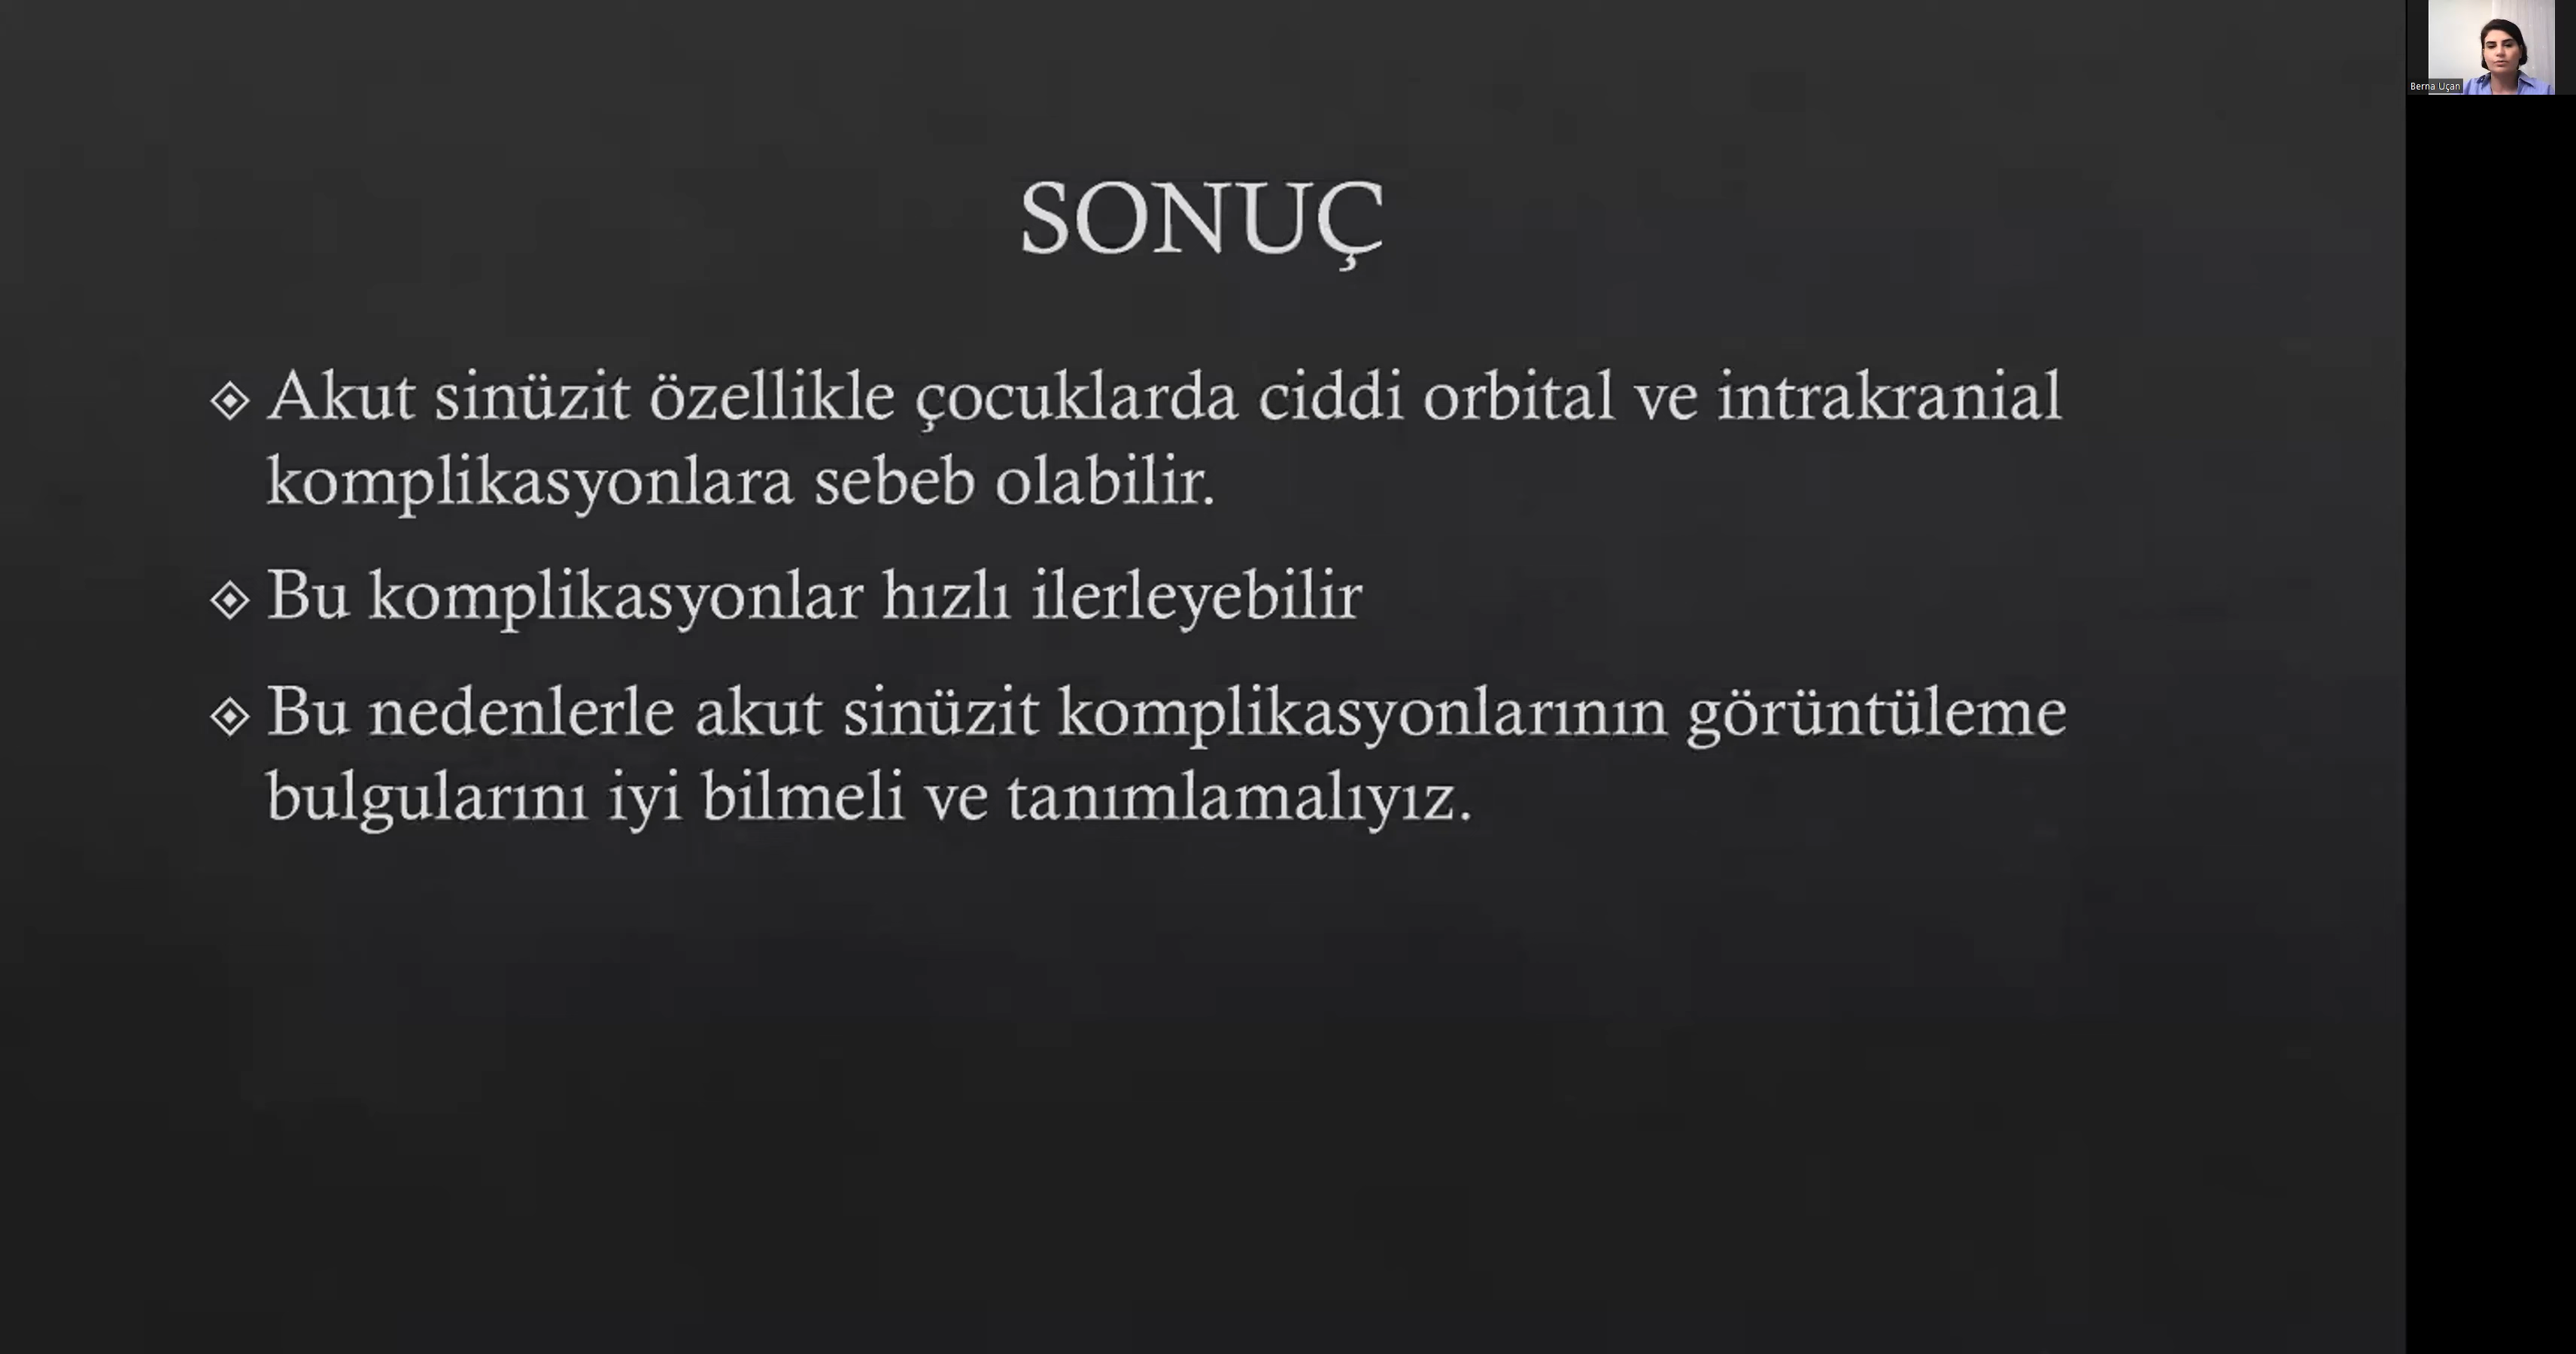 SONUÇ
Akut sinüzit özellikle çocuklarda ciddi orbital ve intrakranial
komplikasyonlara sebeb olabilir.
Bu komplikasyonlar hızlı ilerleyebilir
Bu nedenlerle akut sinüzit komplikasyonlarının görüntüleme
bulgularını iyi bilmeli ve tanımlamalıyız.
Berna Uçan